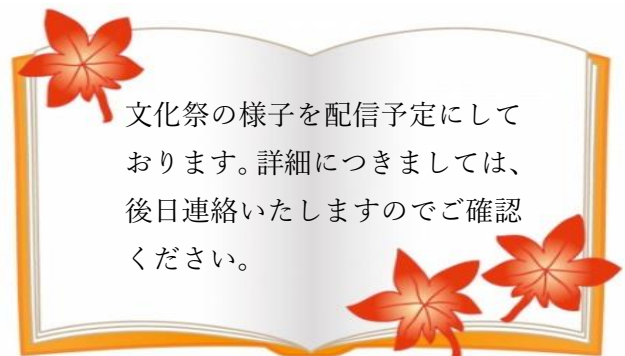 文化祭の様子を配信予定にして
おります。詳細につきましては、
後日連絡いたしますのでご確認
ください。